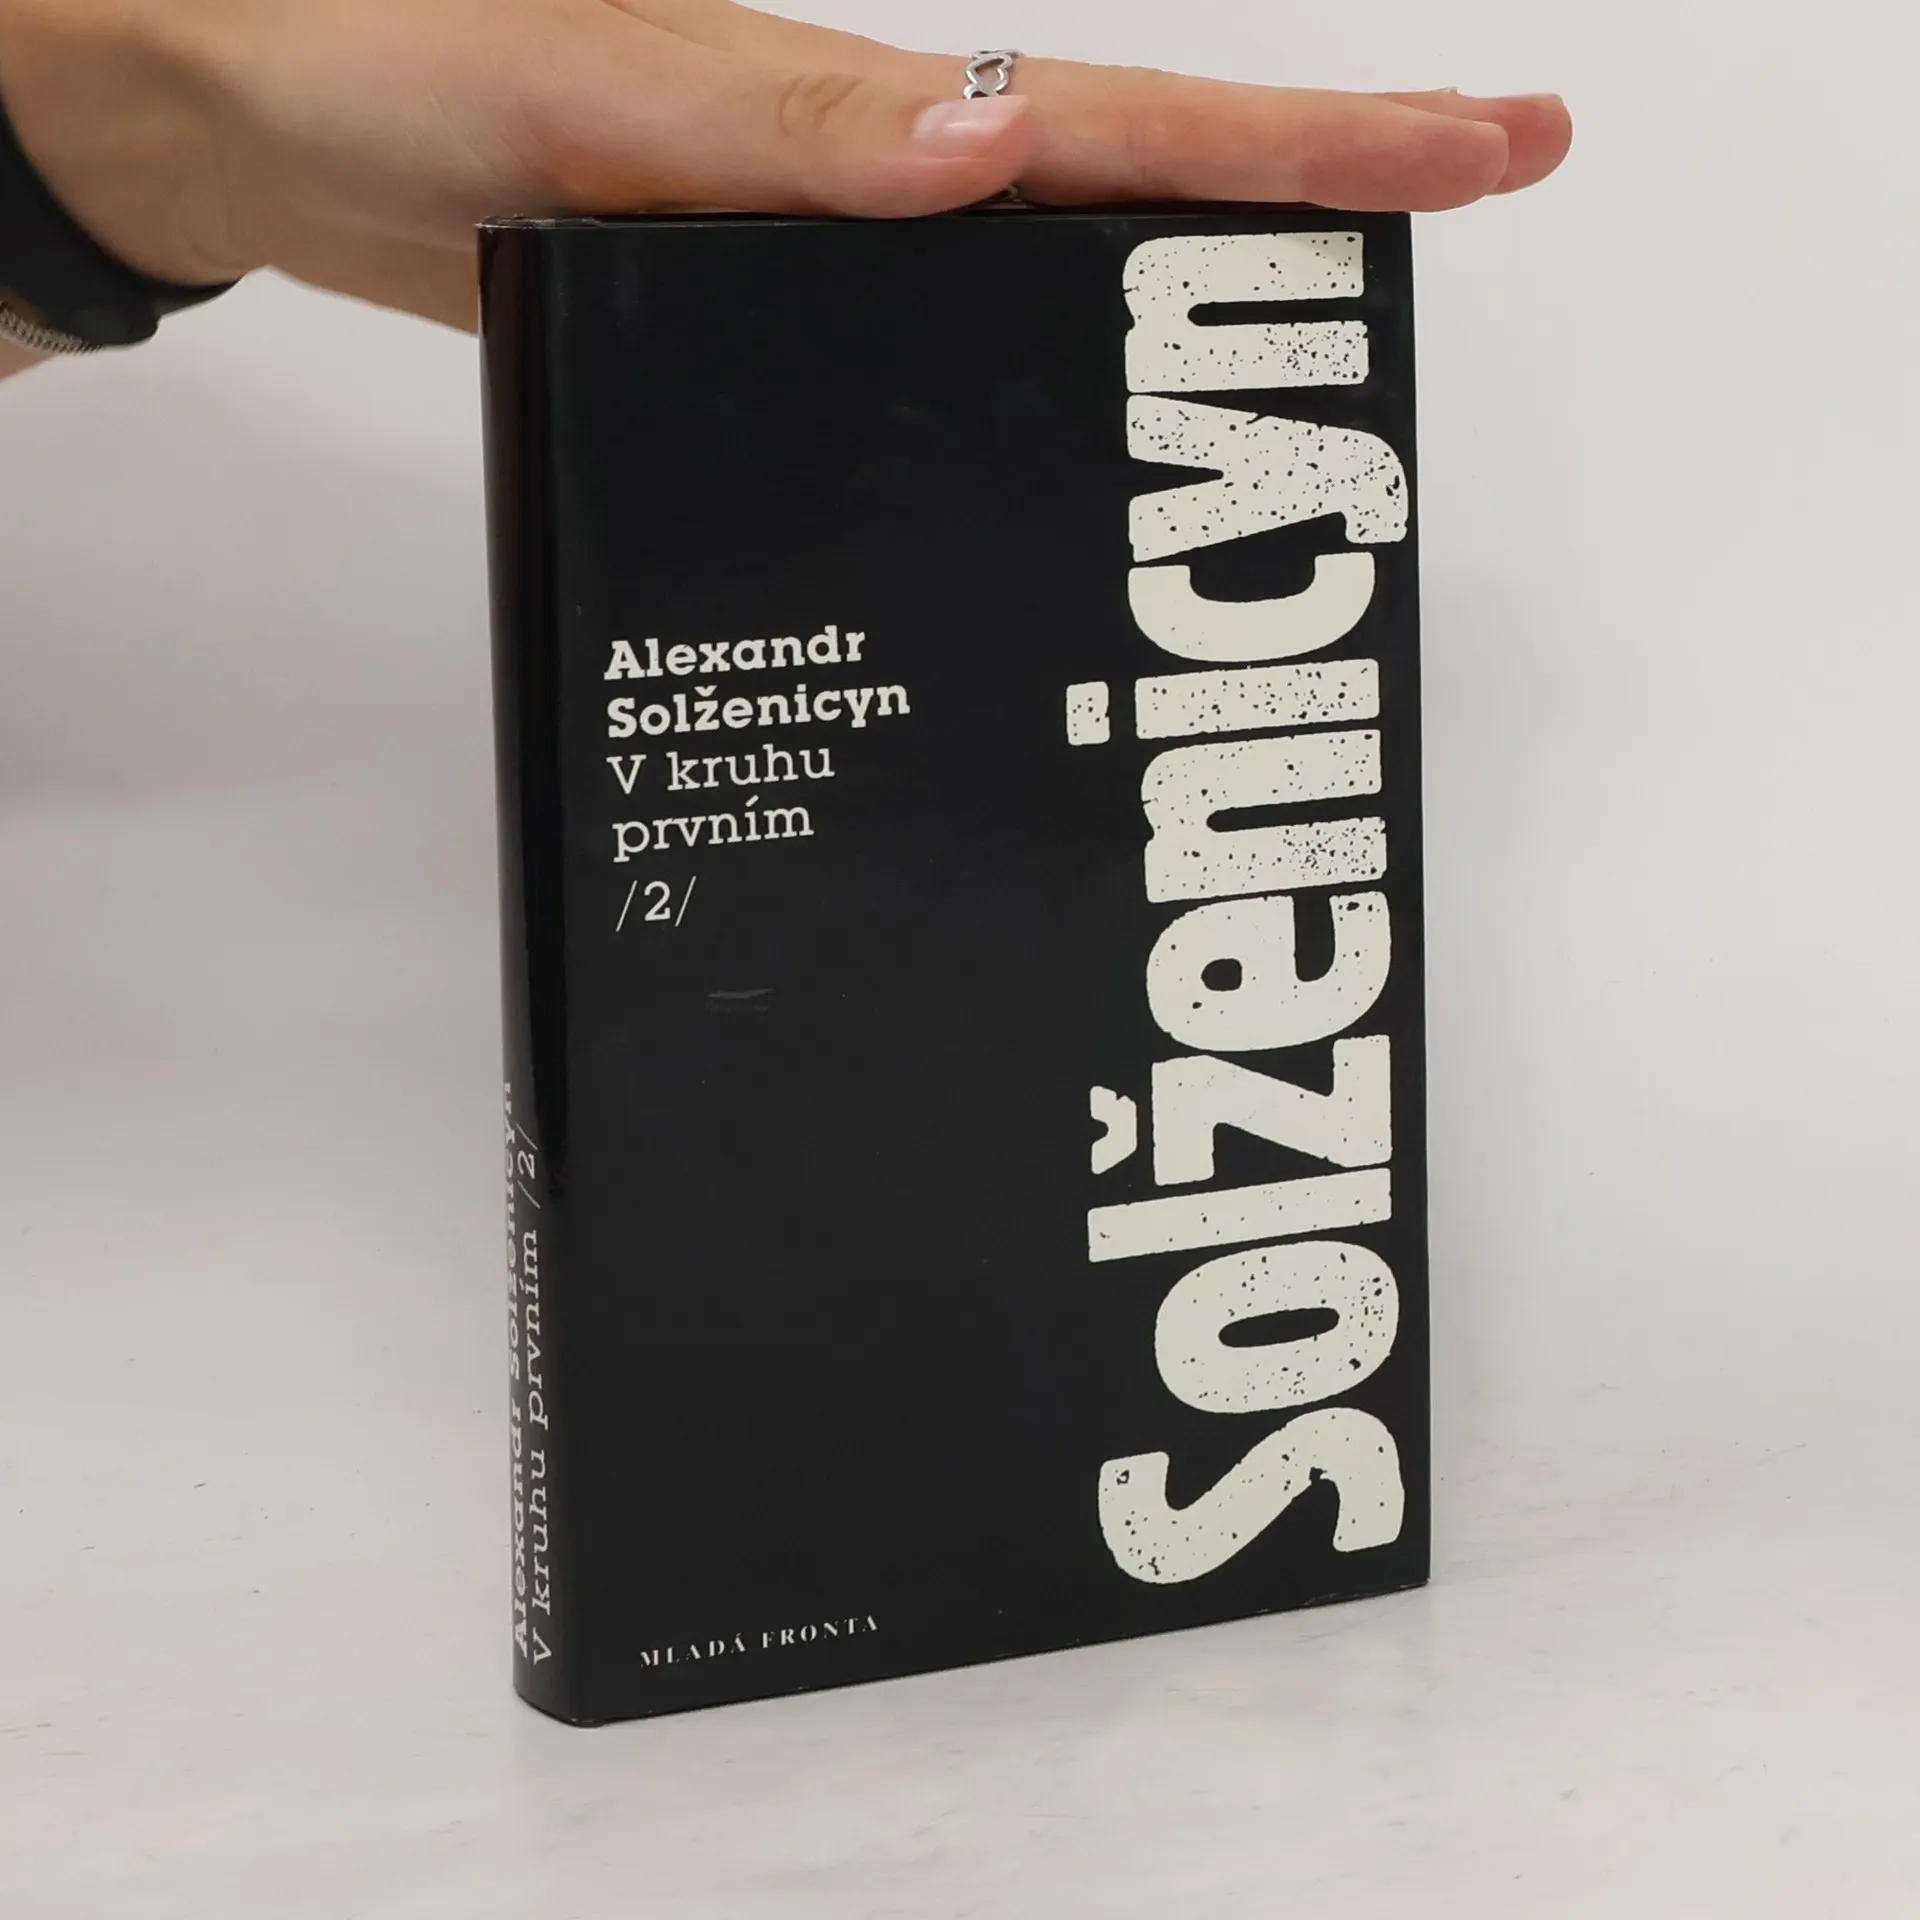 Alexandr
Solženicyn
V kruhu
prvním
/2/
Solženicyn
MLADÁ FRONTA
Alexandr Solženicyn
V kruhu prvním /2/